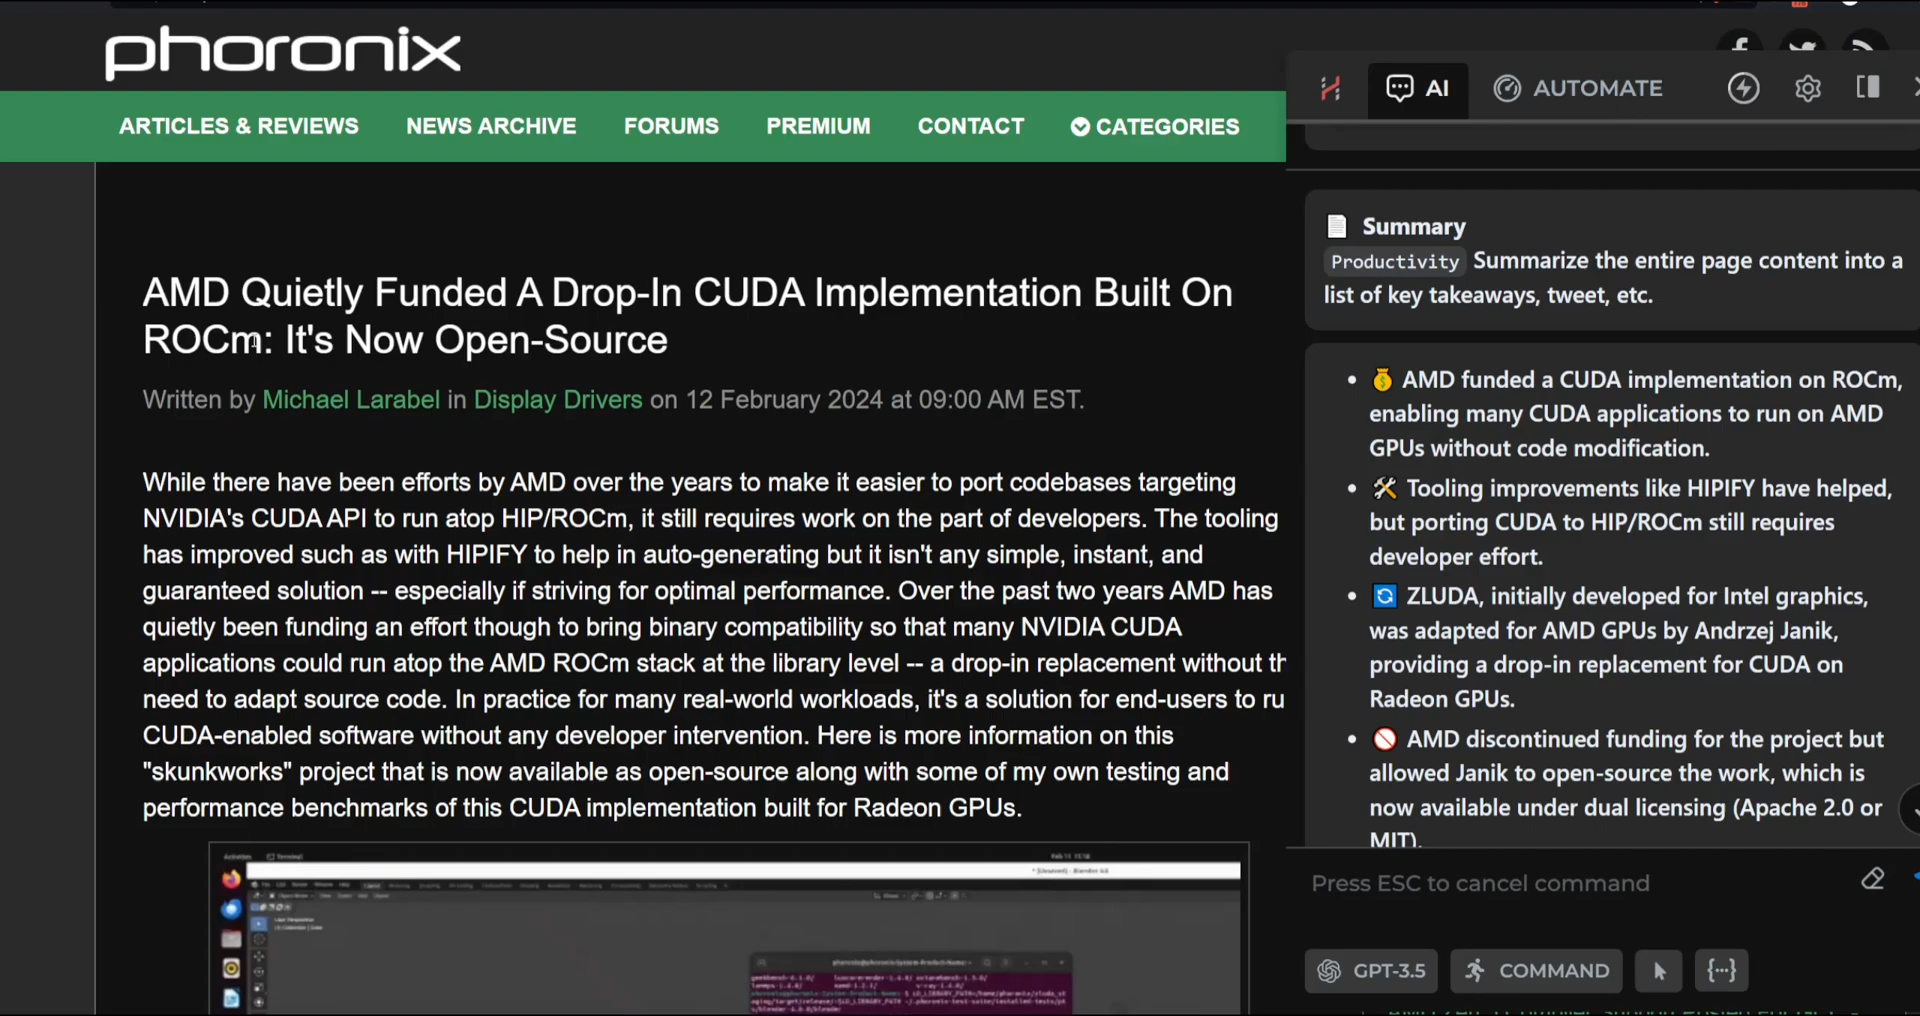 phoronix
ARTICLES & REVIEWS NEWS ARCHIVE FORUMS PREMIUM CONTACT CATEGORIES
AMD Quietly Funded A Drop-In CUDA Implementation Built On
ROCm: It's Now Open-Source
Written by Michael Larabel in Display Drivers on 12 February 2024 at 09:00 AM EST.
While there have been efforts by AMD over the years to make it easier to port codebases targeting
NVIDIA's CUDA API to run atop HIP/ROCm, it still requires work on the part of developers. The tooling
has improved such as with HIPIFY to help in auto-generating but it isn't any simple, instant, and
guaranteed solution -- especially if striving for optimal performance. Over the past two years AMD has
quietly been funding an effort though to bring binary compatibility so that many NVIDIA CUDA
applications could run atop the AMD ROCm stack at the library level -- a drop-in replacement without th
need to adapt source code. In practice for many real-world workloads, it's a solution for end-users to ru
CUDA-enabled software without any developer intervention. Here is more information on this
"skunkworks" project that is now available as open-source along with some of my own testing and
performance benchmarks of this CUDA implementation built for Radeon GPUs.
Activities Terminal
AI AUTOMATE
Summary
Productivity Summarize the entire page content into a
list of key takeaways, tweet, etc.
• 💰 AMD funded a CUDA implementation on ROCm,
enabling many CUDA applications to run on AMD
GPUs without code modification.
• 🛠 Tooling improvements like HIPIFY have helped,
but porting CUDA to HIP/ROCm still requires
developer effort.
• 🔄 ZLUDA, initially developed for Intel graphics,
was adapted for AMD GPUs by Andrzej Janik,
providing a drop-in replacement for CUDA on
Radeon GPUs.
• 🚫 AMD discontinued funding for the project but
allowed Janik to open-source the work, which is
now available under dual licensing (Apache 2.0 or
MIT).
Press ESC to cancel command
GPT-3.5 COMMAND {···}